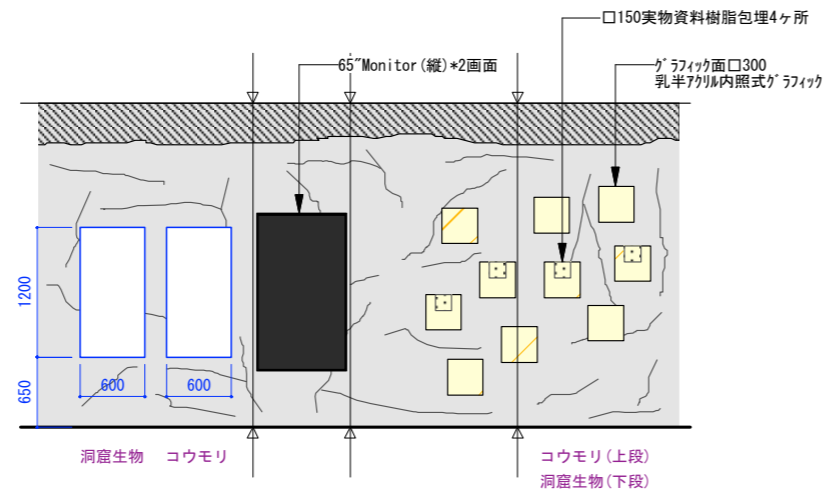 □150実物資料樹脂包埋4ヶ所
65"Monitor(縦)*2画面
グラフィック面□300
乳半アクリル内照式グラフィック
1200
650
600
600
洞窟生物
コウモリ
コウモリ(上段)
洞窟生物(下段)